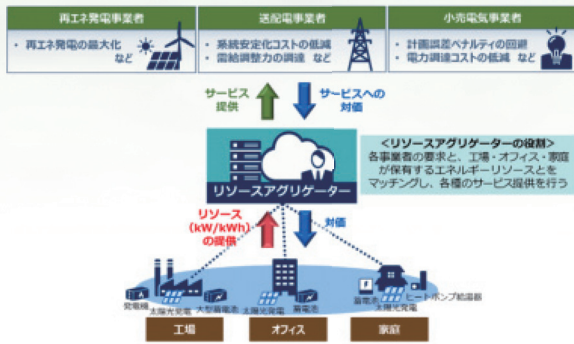 再エネ発電事業者
・ 再エネ発電の最大化
など
送配電事業者
・ 系統安定化コストの低減
・ 需給調整力の調達 など
小売電気事業者
・ 計画誤差ペナルティの回避
・ 電力調達コストの低減 など
サービス
提供
サービスへの
対価
リソースアグリゲーター
<リソースアグリゲーターの役割>
各事業者の要求と、工場・オフィス・家庭
が保有するエネルギーリソースとを
マッチングし、各種のサービス提供を行う
リソース
(kW/kWh)
の提供
対価
発電機
太陽光発電
大型蓄電池
太陽光発電
蓄電池
蓄電池
太陽光発電
ヒートポンプ給湯器
工場
オフィス
家庭